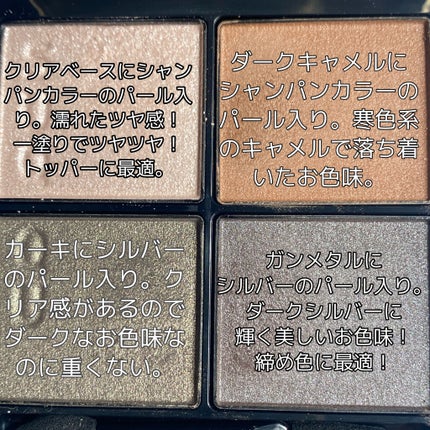 クリアベースにシャン
パンカラーのパール入
り。濡れたツヤ感！
一塗りでツヤツヤ！
トッパーに最適。
ダークキャメルに
シャンパンカラーの
パール入り。寒色系
のキャメルで落ち着
いたお色味。
カーキにシルバー
のパール入り。ク
リア感があるので
ダークなお色味な
のに重くない。
ガンメタルに
シルバーのパール入り。
ダークシルバーに
輝く美しいお色味！
締め色に最適！